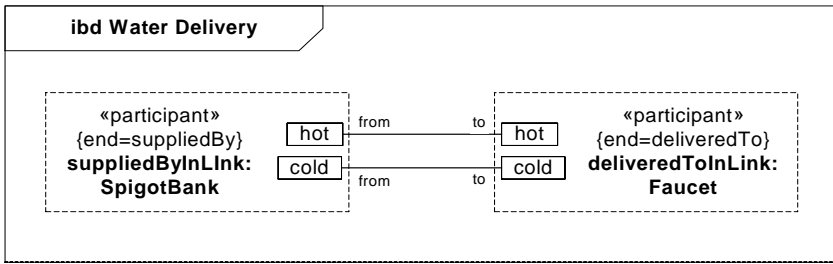 ibd Water Delivery
«participant»
{end=suppliedBy}
suppliedByInLInk:
SpigotBank
hot
cold
from
to
from
to
hot
cold
«participant»
{end=deliveredTo}
deliveredToInLink:
Faucet